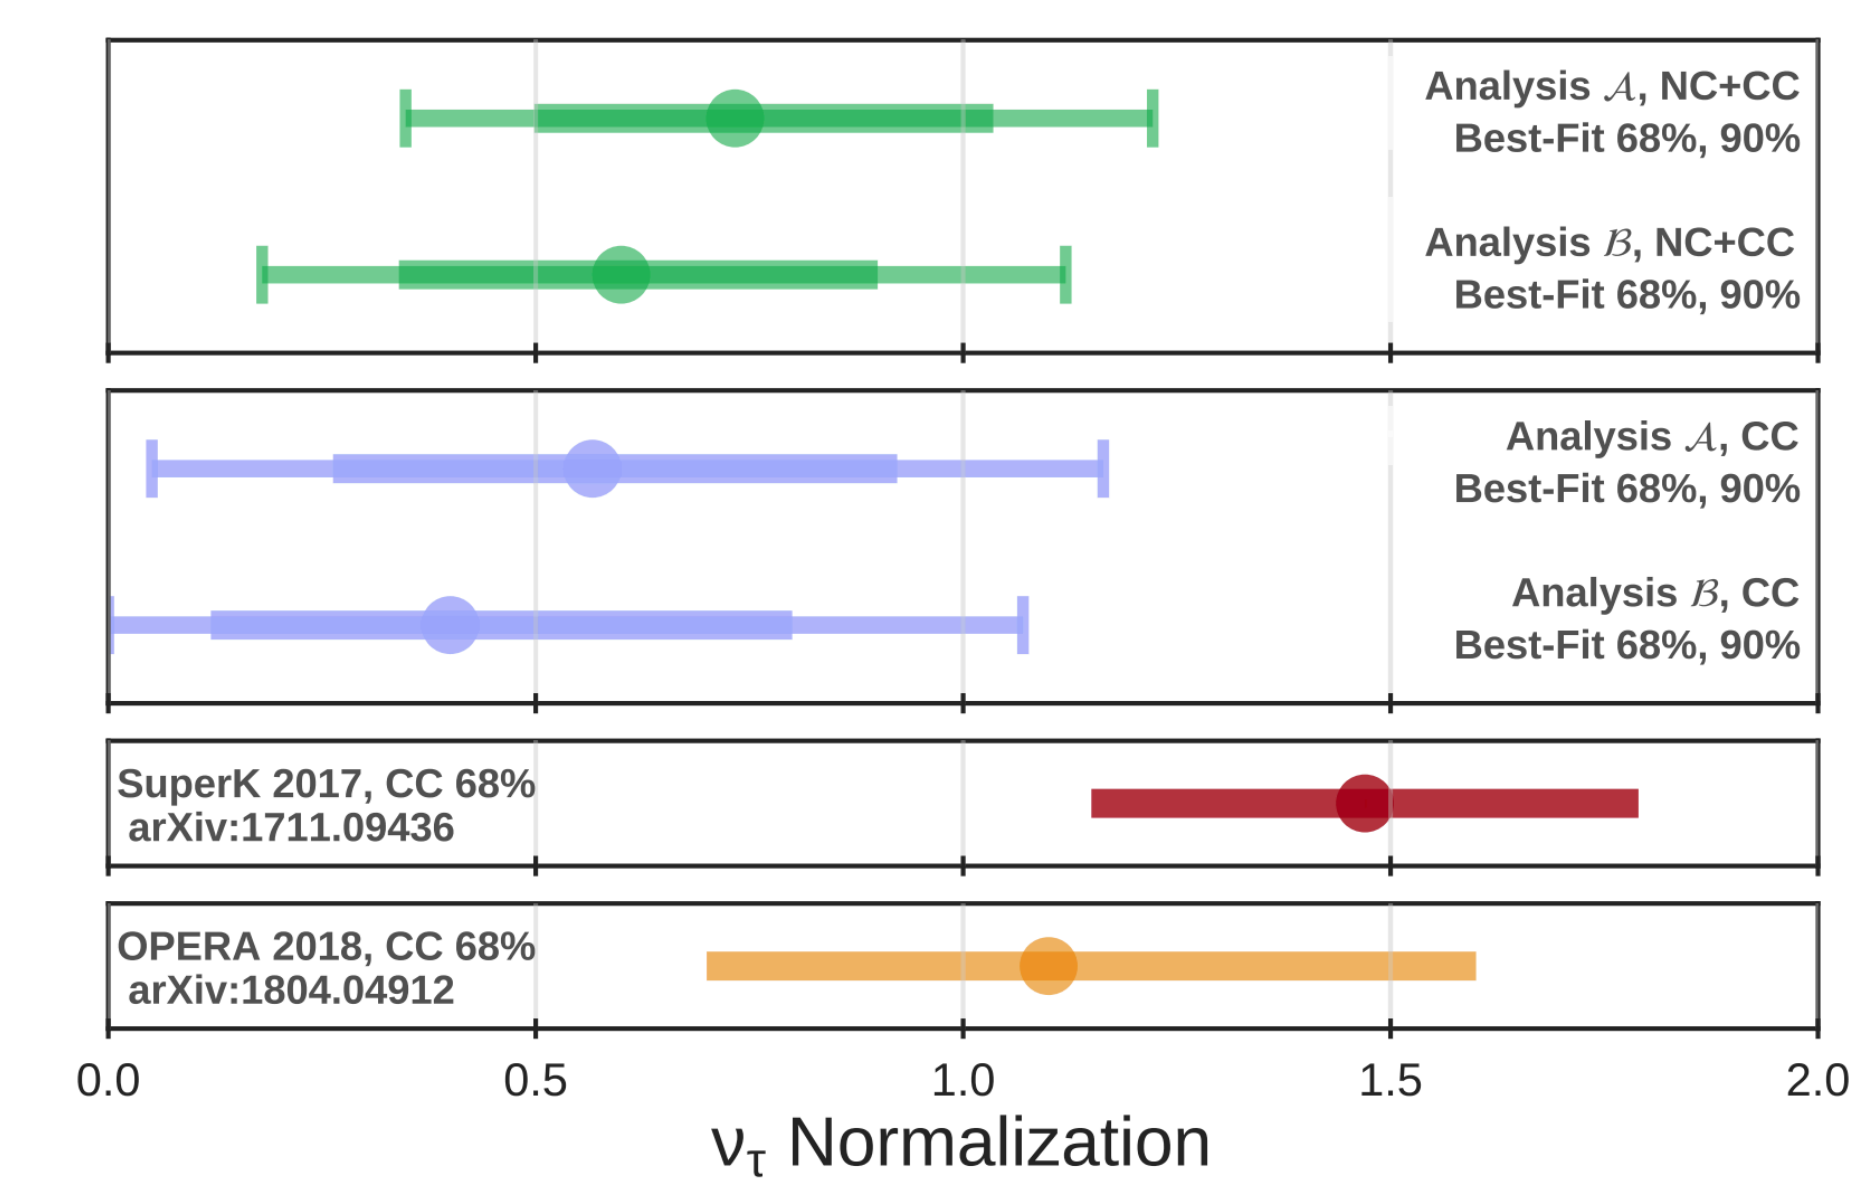 Analysis 𝒜, NC+CC
Best-Fit 68%, 90%
Analysis ℬ, NC+CC
Best-Fit 68%, 90%
Analysis 𝒜, CC
Best-Fit 68%, 90%
Analysis ℬ, CC
Best-Fit 68%, 90%
SuperK 2017, CC 68%
arXiv:1711.09436
OPERA 2018, CC 68%
arXiv:1804.04912
0.0 0.5 1.0 1.5 2.0
ντ Normalization